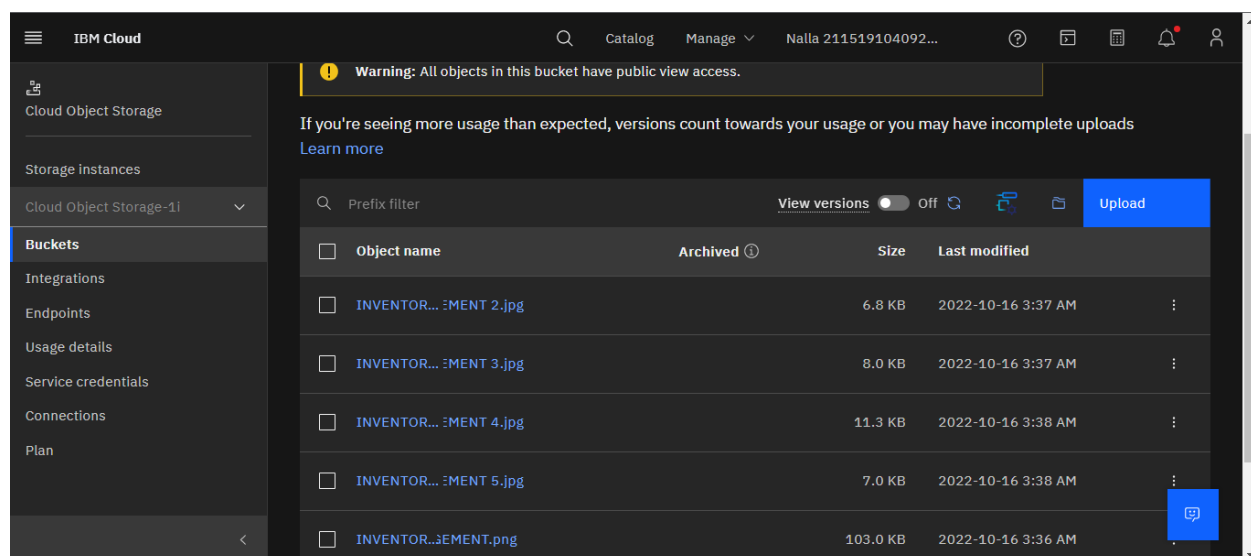 IBM Cloud Catalog Manage Nalla 211519104092...
Cloud Object Storage
Storage instances
Cloud Object Storage-1i
Buckets
Integrations
Endpoints
Usage details
Service credentials
Connections
Plan
Warning: All objects in this bucket have public view access.
If you're seeing more usage than expected, versions count towards your usage or you may have incomplete uploads
Learn more
Prefix filter View versions Off Upload
Object name Archived Size Last modified
INVENTOR... EMENT 2.jpg 6.8 KB 2022-10-16 3:37 AM
INVENTOR... EMENT 3.jpg 8.0 KB 2022-10-16 3:37 AM
INVENTOR... EMENT 4.jpg 11.3 KB 2022-10-16 3:38 AM
INVENTOR... EMENT 5.jpg 7.0 KB 2022-10-16 3:38 AM
INVENTOR...GEMENT.png 103.0 KB 2022-10-16 3:36 AM